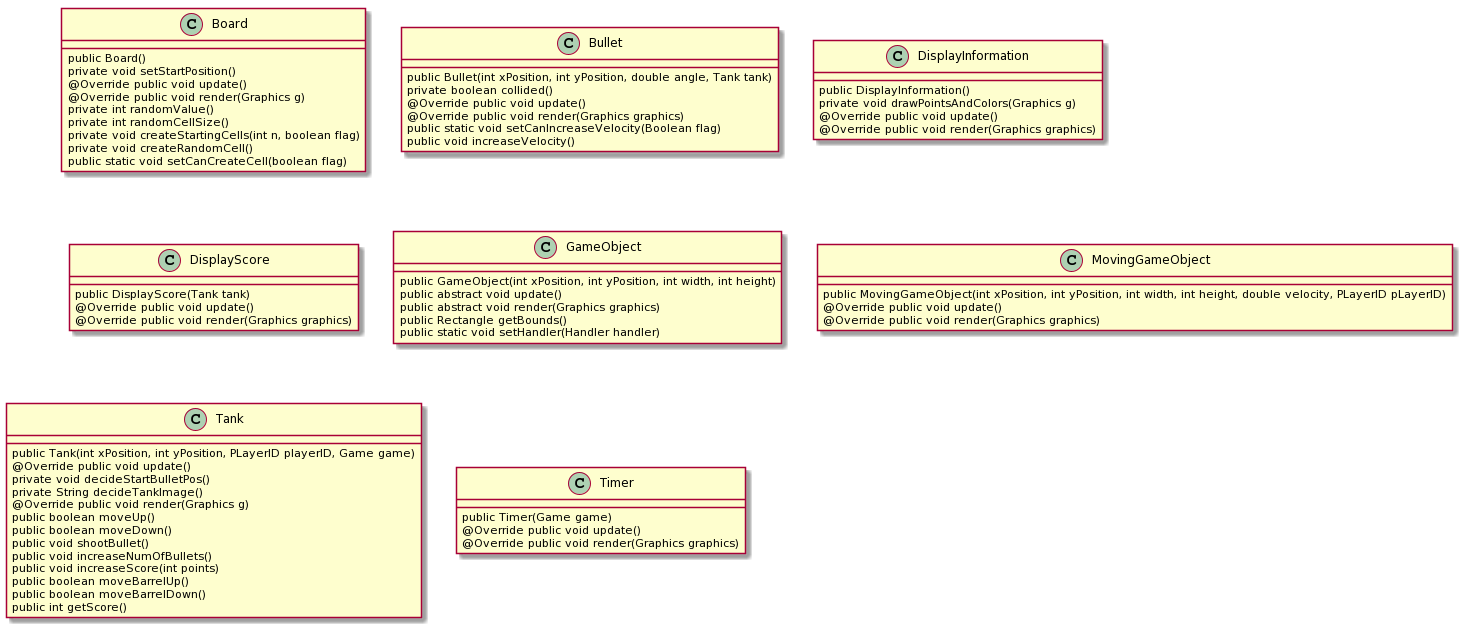 C Board
public Board()
private void setStartPosition()
@Override public void update()
@Override public void render(Graphics g)
private int randomValue()
private int randomCellSize()
private void createStartingCells(int n, boolean flag)
private void createRandomCell()
public static void setCanCreateCell(boolean flag)
C Bullet
public Bullet(int xPosition, int yPosition, double angle, Tank tank)
private boolean collided()
@Override public void update()
@Override public void render(Graphics graphics)
public static void setCanIncreaseVelocity(Boolean flag)
public void increaseVelocity()
C DisplayInformation
public DisplayInformation()
private void drawPointsAndColors(Graphics g)
@Override public void update()
@Override public void render(Graphics graphics)
C DisplayScore
public DisplayScore(Tank tank)
@Override public void update()
@Override public void render(Graphics graphics)
C GameObject
public GameObject(int xPosition, int yPosition, int width, int height)
public abstract void update()
public abstract void render(Graphics graphics)
public Rectangle getBounds()
public static void setHandler(Handler handler)
C MovingGameObject
public MovingGameObject(int xPosition, int yPosition, int width, int height, double velocity, PLayerID pLayerID)
@Override public void update()
@Override public void render(Graphics graphics)
C Tank
public Tank(int xPosition, int yPosition, PLayerID playerID, Game game)
@Override public void update()
private void decideStartBulletPos()
private String decideTankImage()
@Override public void render(Graphics g)
public boolean moveUp()
public boolean moveDown()
public void shootBullet()
public void increaseNumOfBullets()
public void increaseScore(int points)
public boolean moveBarrelUp()
public boolean moveBarrelDown()
public int getScore()
C Timer
public Timer(Game game)
@Override public void update()
@Override public void render(Graphics graphics)